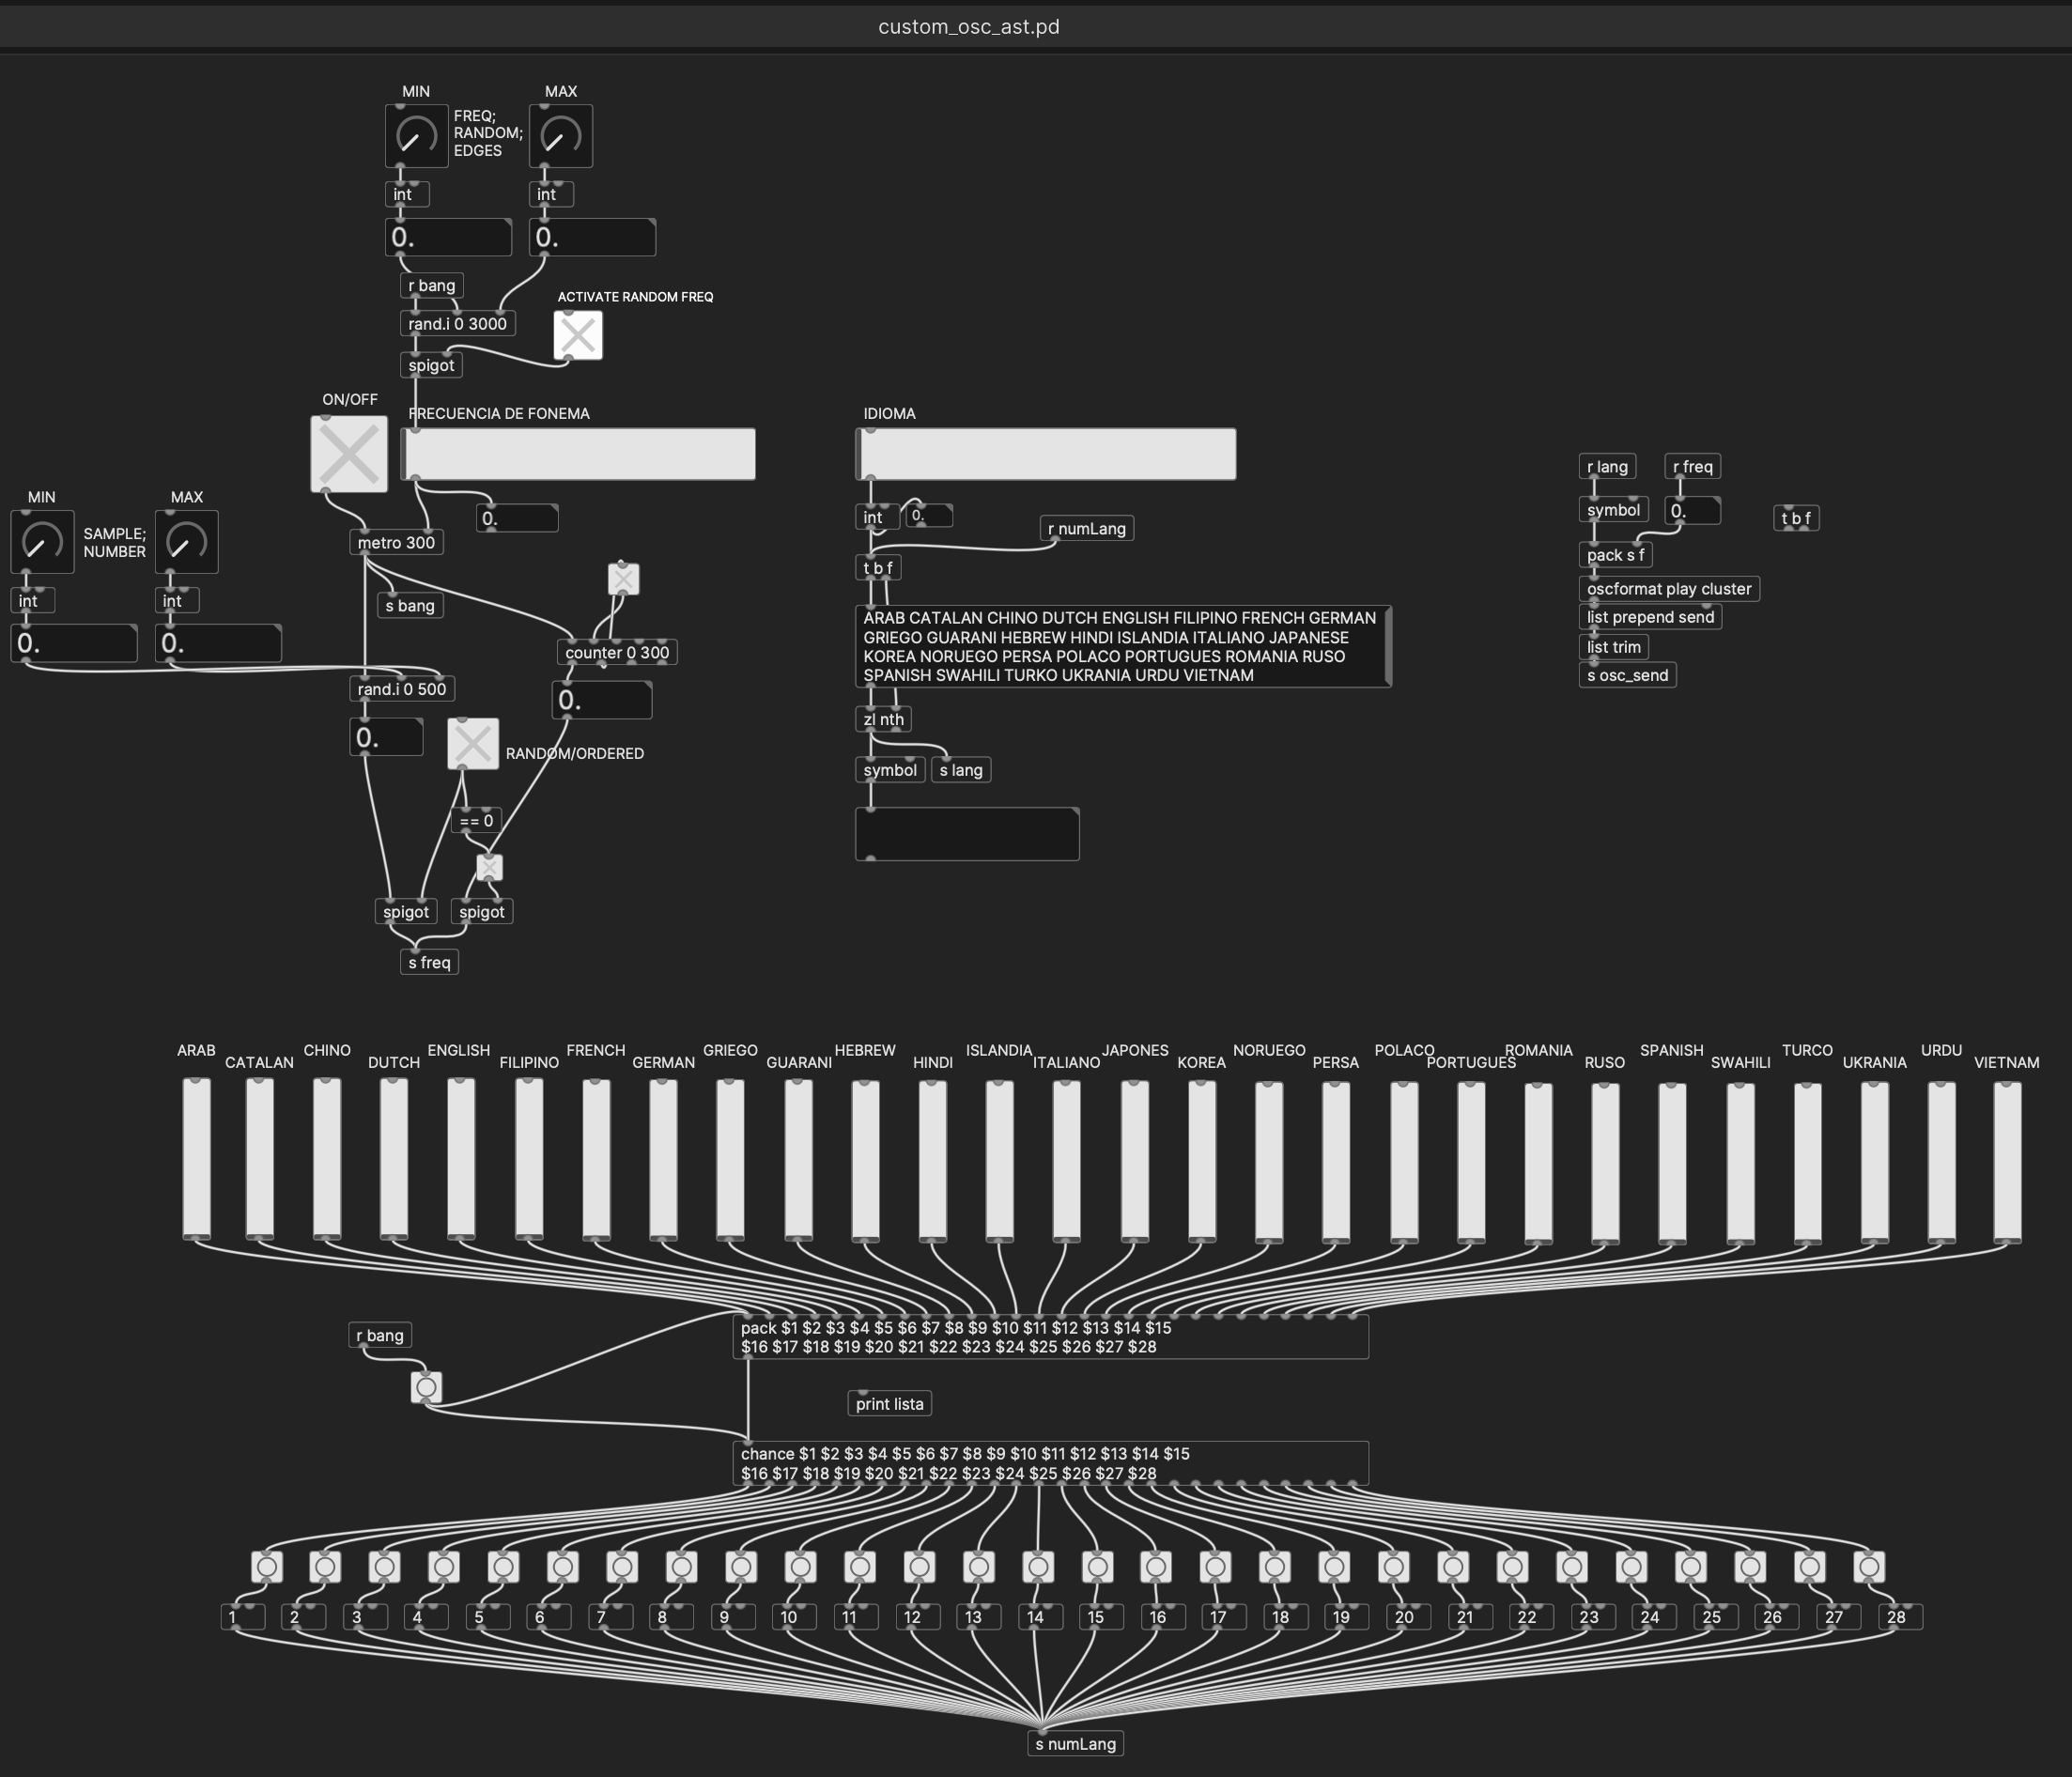 custom_osc_ast.pd
MIN
MAX
FREQ;
RANDOM;
EDGES
int
int
0.
0.
r bang
ACTIVATE RANDOM FREQ
rand.i 0 3000
spigot
ON/OFF
FRECUENCIA DE FONEMA
IDIOMA
MIN
MAX
SAMPLE;
NUMBER
int
int
0.
0.
0.
metro 300
s bang
counter 0 300
rand.i 0 500
0.
0.
RANDOM/ORDERED
== 0
spigot
spigot
s freq
int
0.
r numLang
t b f
ARAB CATALAN CHINO DUTCH ENGLISH FILIPINO FRENCH GERMAN
GRIEGO GUARANI HEBREW HINDI ISLANDIA ITALIANO JAPANESE
KOREA NORUEGO PERSA POLACO PORTUGUES ROMANIA RUSO
SPANISH SWAHILI TURKO UKRANIA URDU VIETNAM
zl nth
symbol
s lang
r lang
r freq
symbol
0.
t b f
pack s f
oscformat play cluster
list prepend send
list trim
s osc_send
ARAB
CATALAN
CHINO
DUTCH
ENGLISH
FILIPINO
FRENCH
GERMAN
GRIEGO
GUARANI
HEBREW
HINDI
ISLANDIA
ITALIANO
JAPONES
KOREA
NORUEGO
PERSA
POLACO
PORTUGUES
ROMANIA
RUSO
SPANISH
SWAHILI
TURCO
UKRANIA
URDU
VIETNAM
r bang
pack $1 $2 $3 $4 $5 $6 $7 $8 $9 $10 $11 $12 $13 $14 $15
$16 $17 $18 $19 $20 $21 $22 $23 $24 $25 $26 $27 $28
print lista
chance $1 $2 $3 $4 $5 $6 $7 $8 $9 $10 $11 $12 $13 $14 $15
$16 $17 $18 $19 $20 $21 $22 $23 $24 $25 $26 $27 $28
1 2 3 4 5 6 7 8 9 10 11 12 13 14 15 16 17 18 19 20 21 22 23 24 25 26 27 28
s numLang